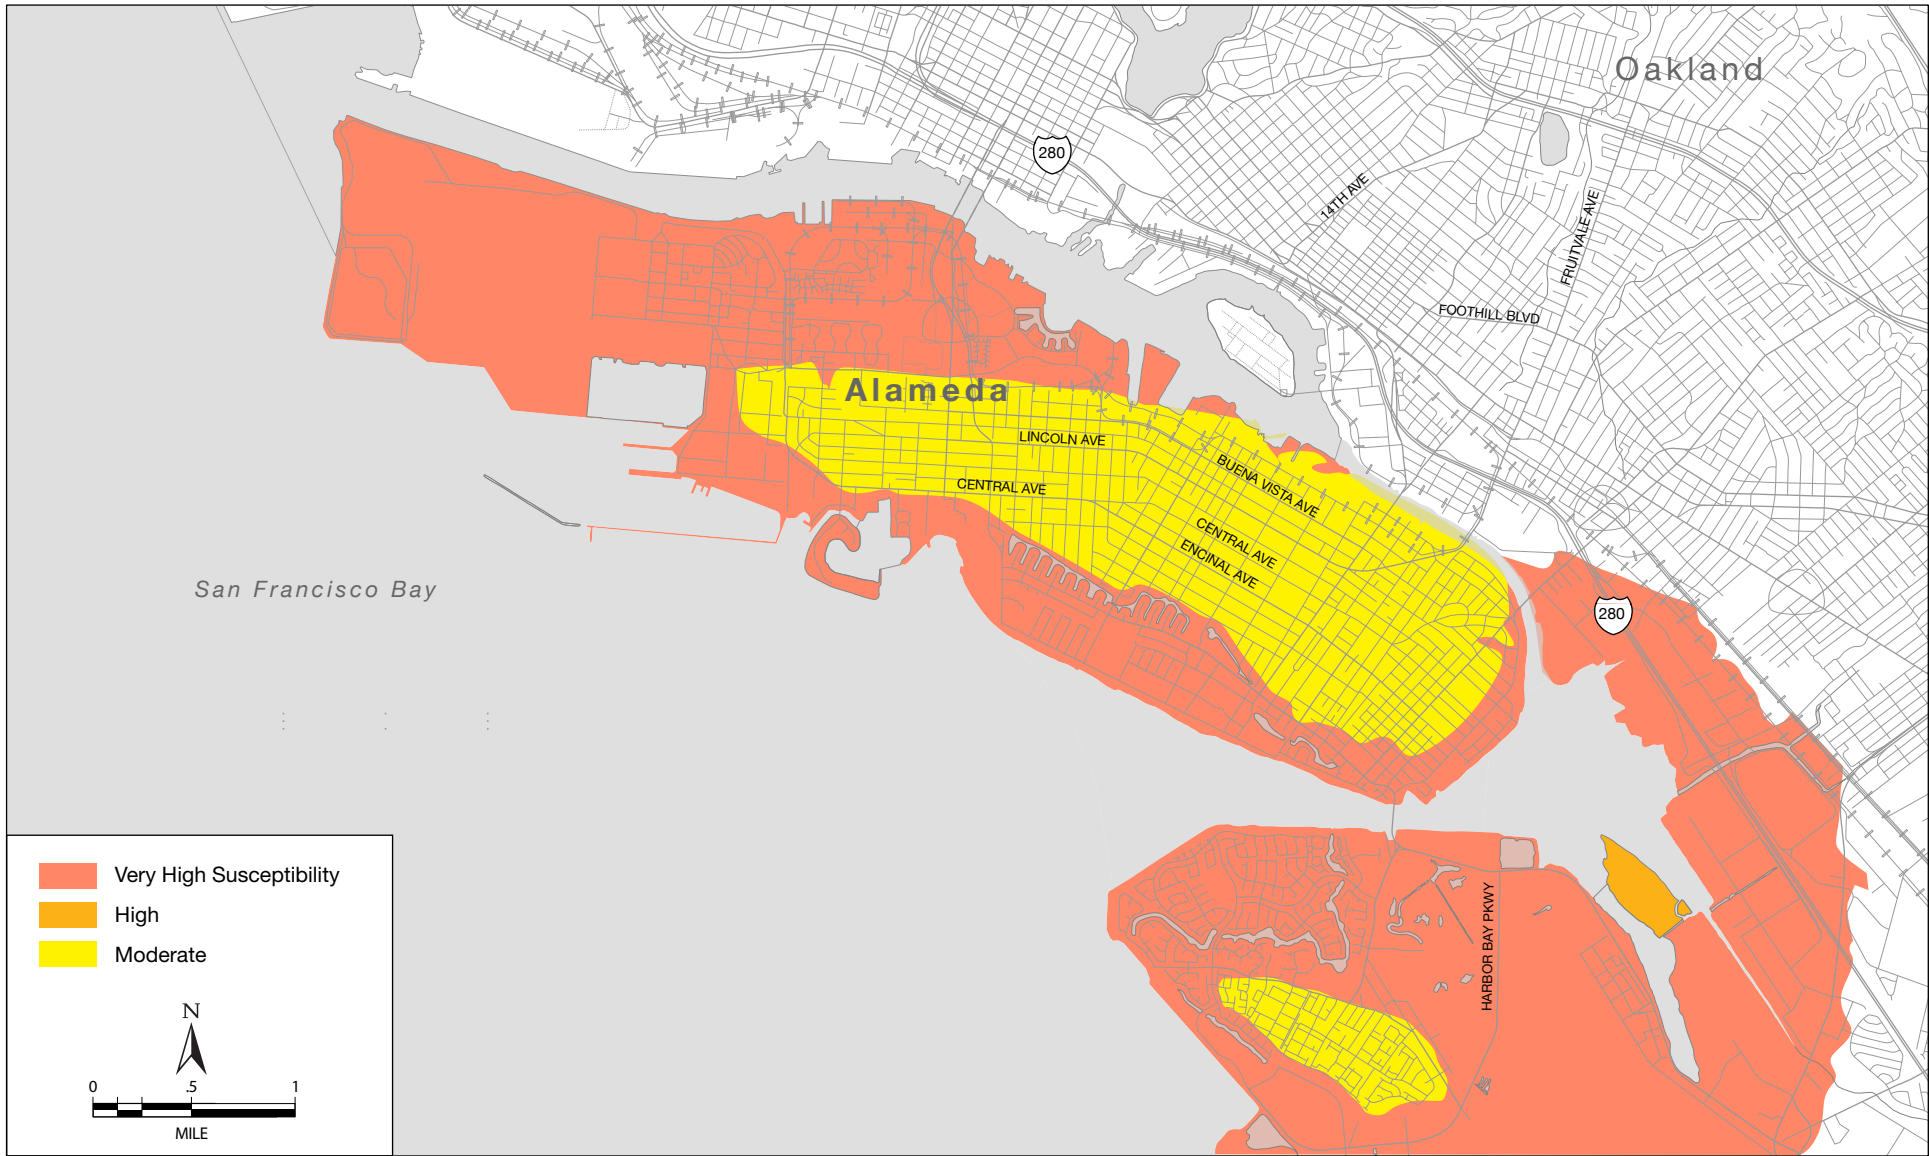 Oakland
280
14TH AVE
FRUITVALE AVE
FOOTHILL BLVD
Alameda
LINCOLN AVE
BUENA VISTA AVE
CENTRAL AVE
CENTRAL AVE
ENCINAL AVE
San Francisco Bay
280
HARBOR BAY PKWY
Very High Susceptibility
High
Moderate
N
0 .5 1
MILE